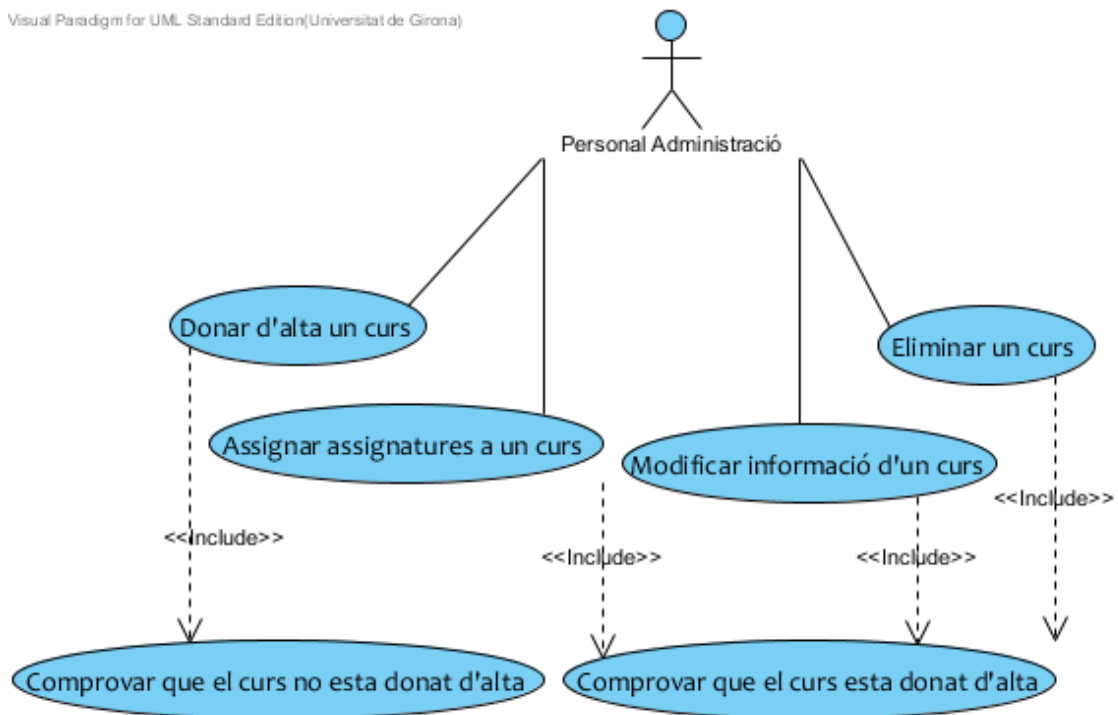 Visual Paradigm for UML Standard Edition(Universitat de Girona)
Personal Administració
Donar d'alta un curs
Eliminar un curs
Assignar assignatures a un curs
Modificar informació d'un curs
<<Include>>
<<Include>>
<<Include>>
<<Include>>
Comprovar que el curs no esta donat d'alta
Comprovar que el curs esta donat d'alta